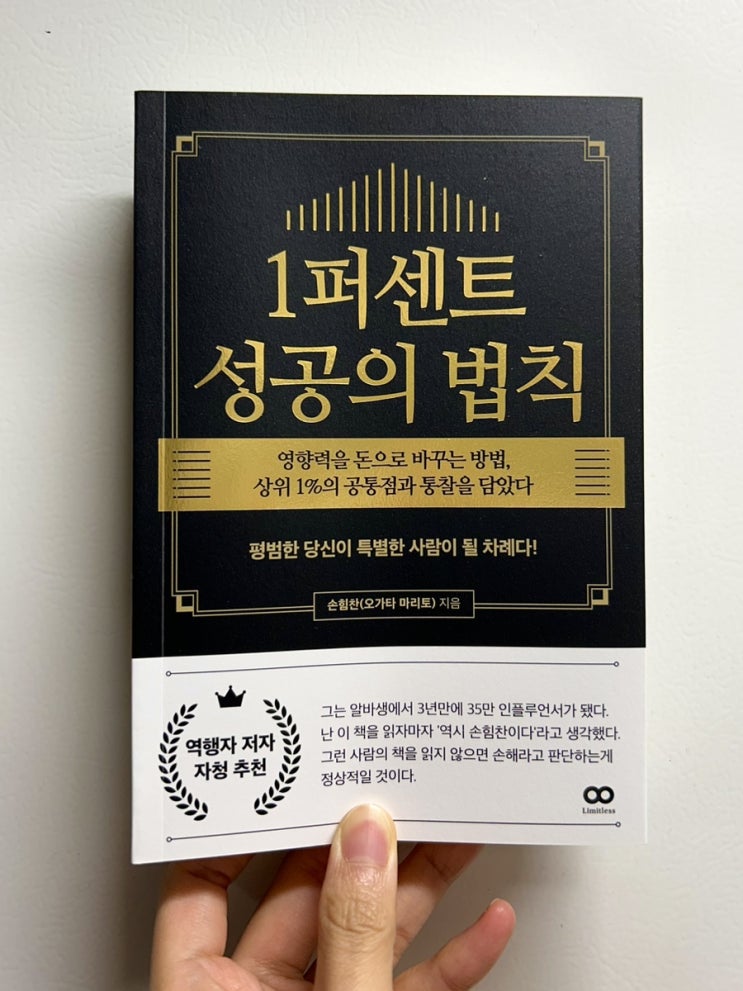 1퍼센트
성공의 법칙
영향력을 돈으로 바꾸는 방법,
상위 1%의 공통점과 통찰을 담았다
평범한 당신이 특별한 사람이 될 차례다!
손힘찬(오가타 마리토) 지음
역행자 저자
자청 추천
그는 알바생에서 3년만에 35만 인플루언서가 됐다.
난 이 책을 읽자마자 '역시 손힘찬이다'라고 생각했다.
그런 사람의 책을 읽지 않으면 손해라고 판단하는게
정상적일 것이다.
Limitless